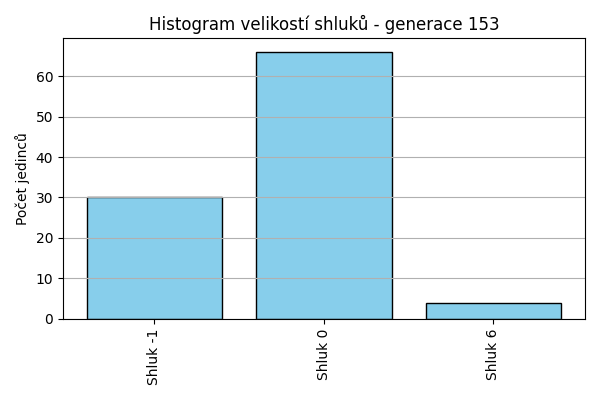 Histogram velikostí shluků - generace 153
Počet jedinců
60
50
40
30
20
10
0
Shluk -1
Shluk 0
Shluk 6